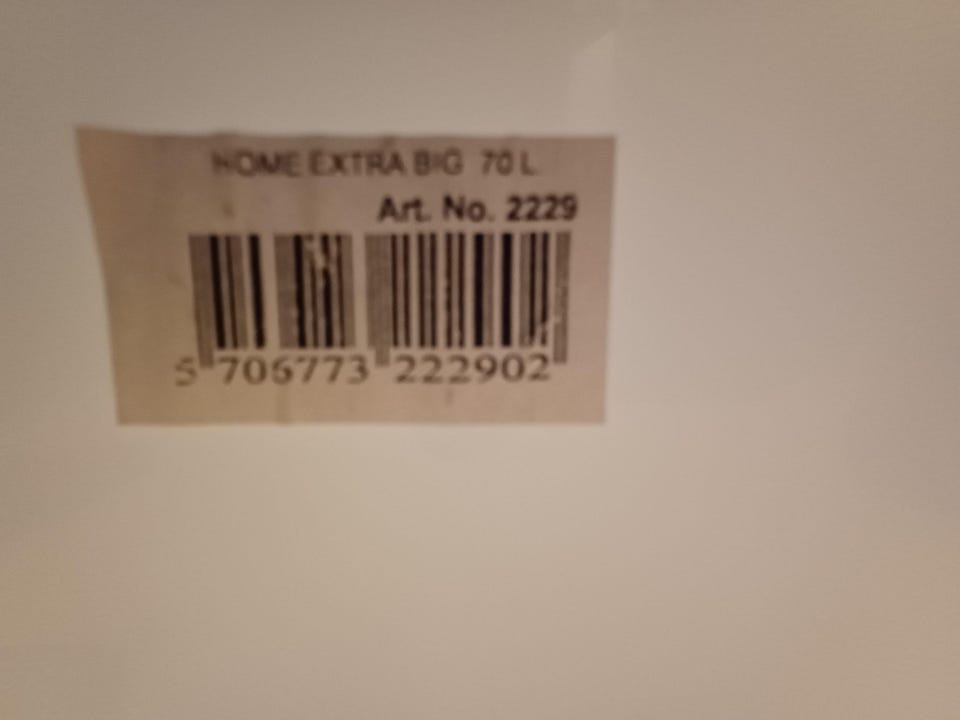 HOME EXTRA BIG 70 L
Art. No. 2229
5 706773 222902